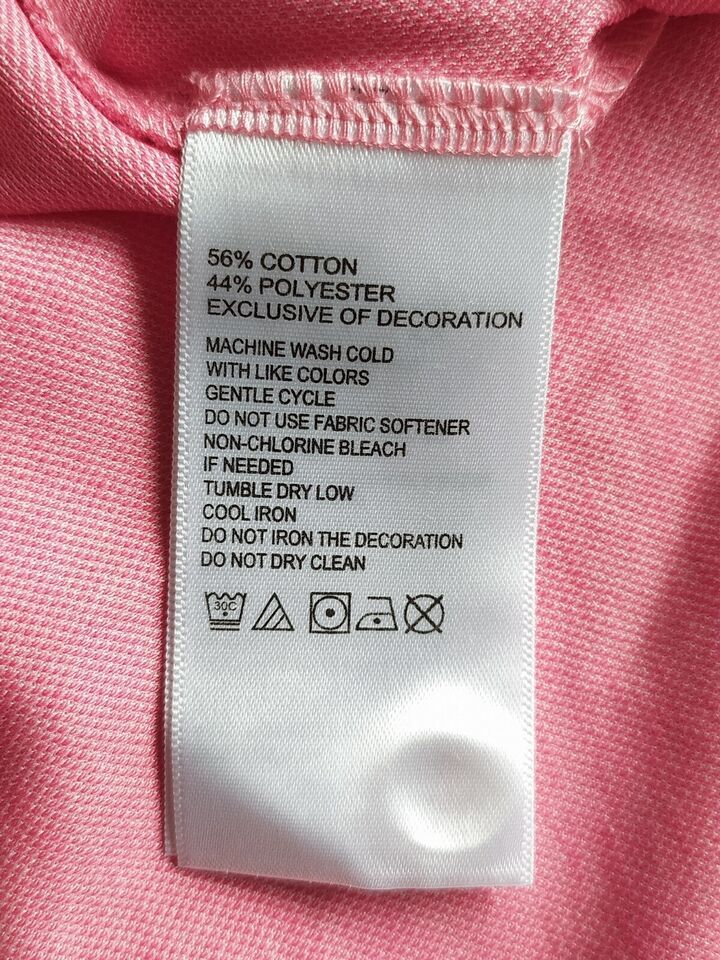 56% COTTON
44% POLYESTER
EXCLUSIVE OF DECORATION
MACHINE WASH COLD
WITH LIKE COLORS
GENTLE CYCLE
DO NOT USE FABRIC SOFTENER
NON-CHLORINE BLEACH
IF NEEDED
TUMBLE DRY LOW
COOL IRON
DO NOT IRON THE DECORATION
DO NOT DRY CLEAN
30C